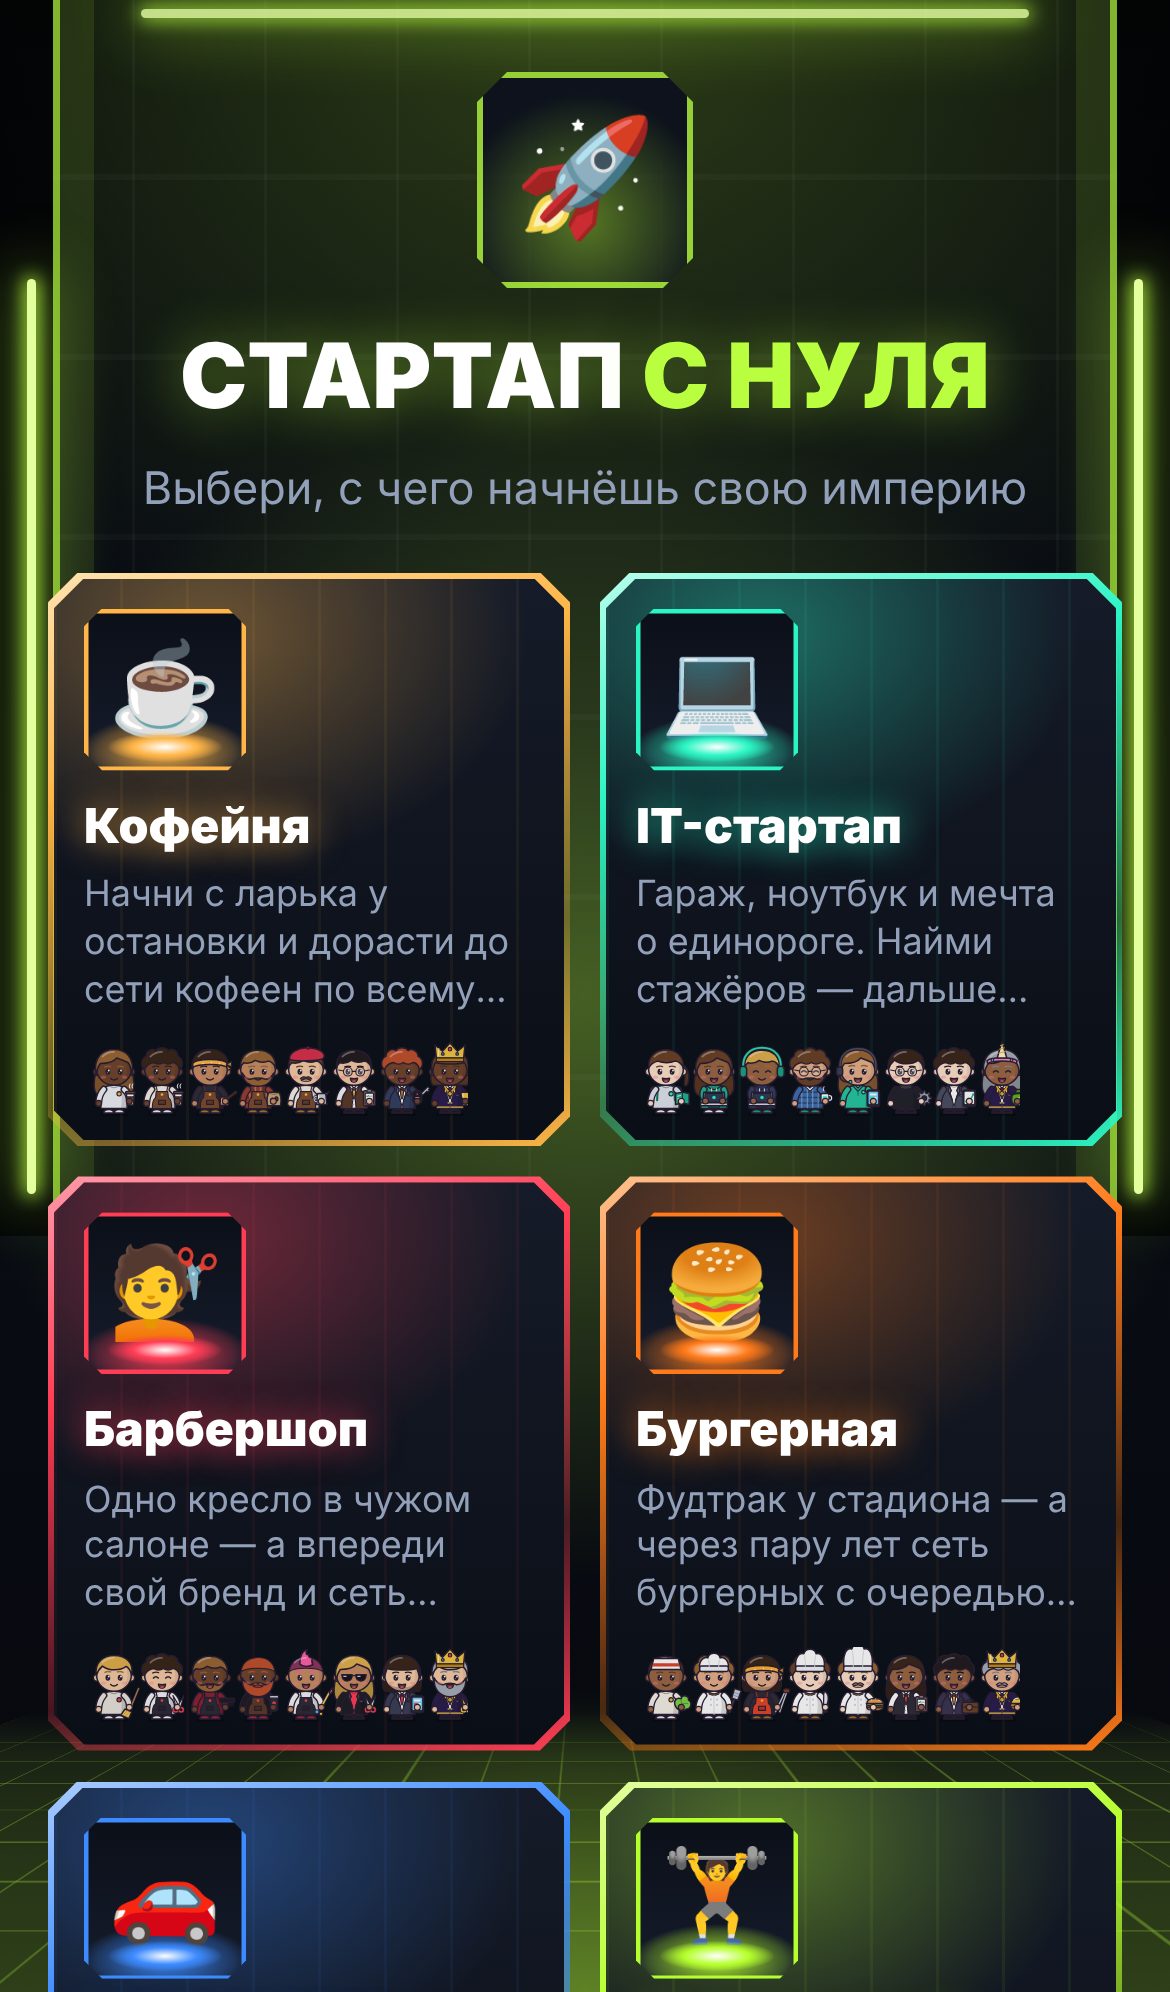 СТАРТАП С НУЛЯ
Выбери, с чего начнёшь свою империю
Кофейня
Начни с ларька у
остановки и дорасти до
сети кофеен по всему...
IT-стартап
Гараж, ноутбук и мечта
о единороге. Найми
стажёров — дальше...
Барбершоп
Одно кресло в чужом
салоне — а впереди
свой бренд и сеть...
Бургерная
Фудтрак у стадиона — а
через пару лет сеть
бургерных с очередью...